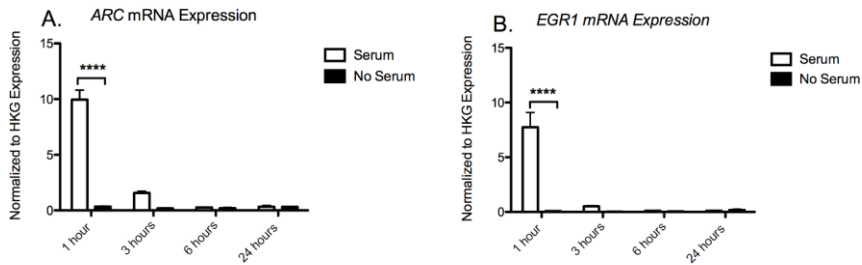 A. ARC mRNA Expression
Normalized to HKG Expression
15
10
5
0
****
Serum
No Serum
1 hour
3 hours
6 hours
24 hours
B. EGR1 mRNA Expression
Normalized to HKG Expression
15
10
5
0
****
Serum
No Serum
1 hour
3 hours
6 hours
24 hours